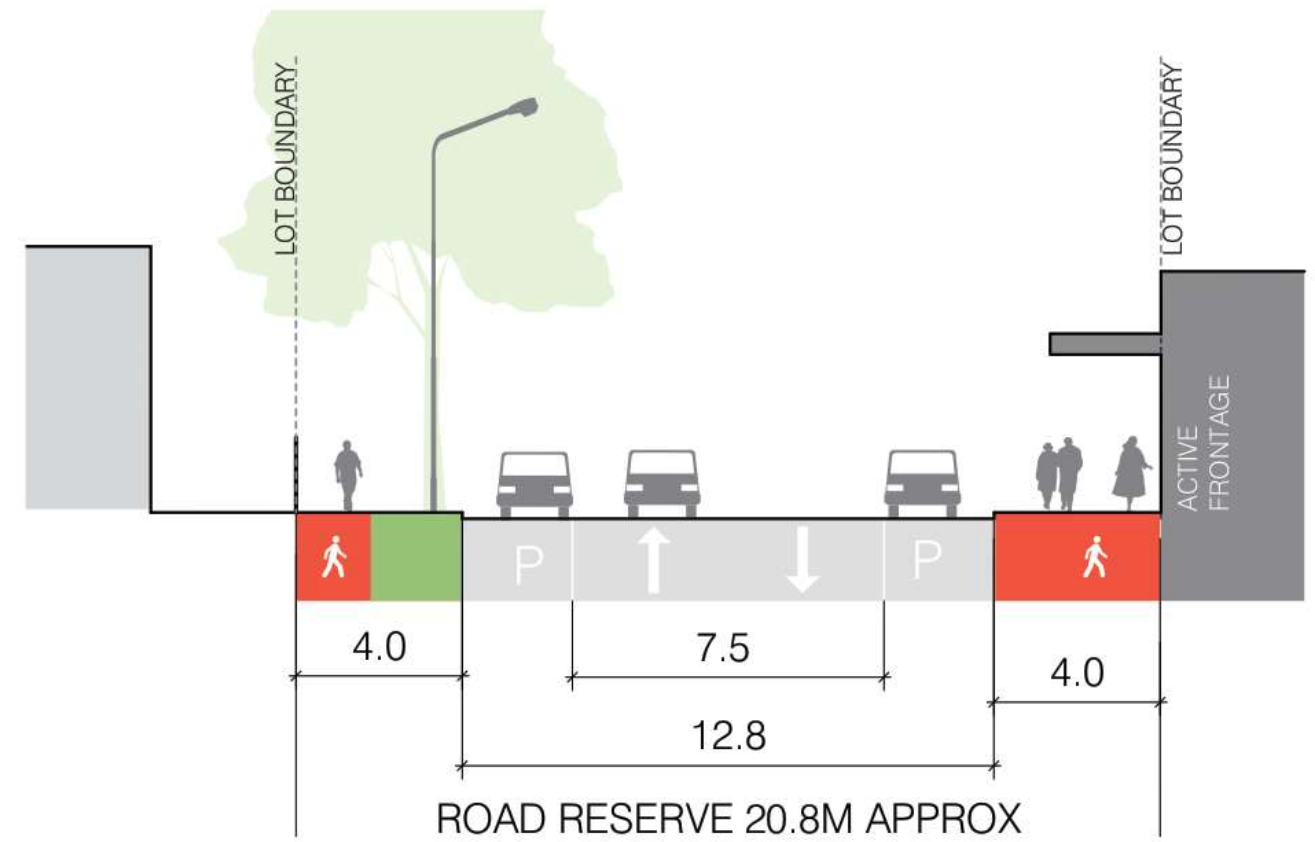 LOT BOUNDARY
LOT BOUNDARY
ACTIVE
FRONTAGE
P
P
4.0
7.5
4.0
12.8
ROAD RESERVE 20.8M APPROX